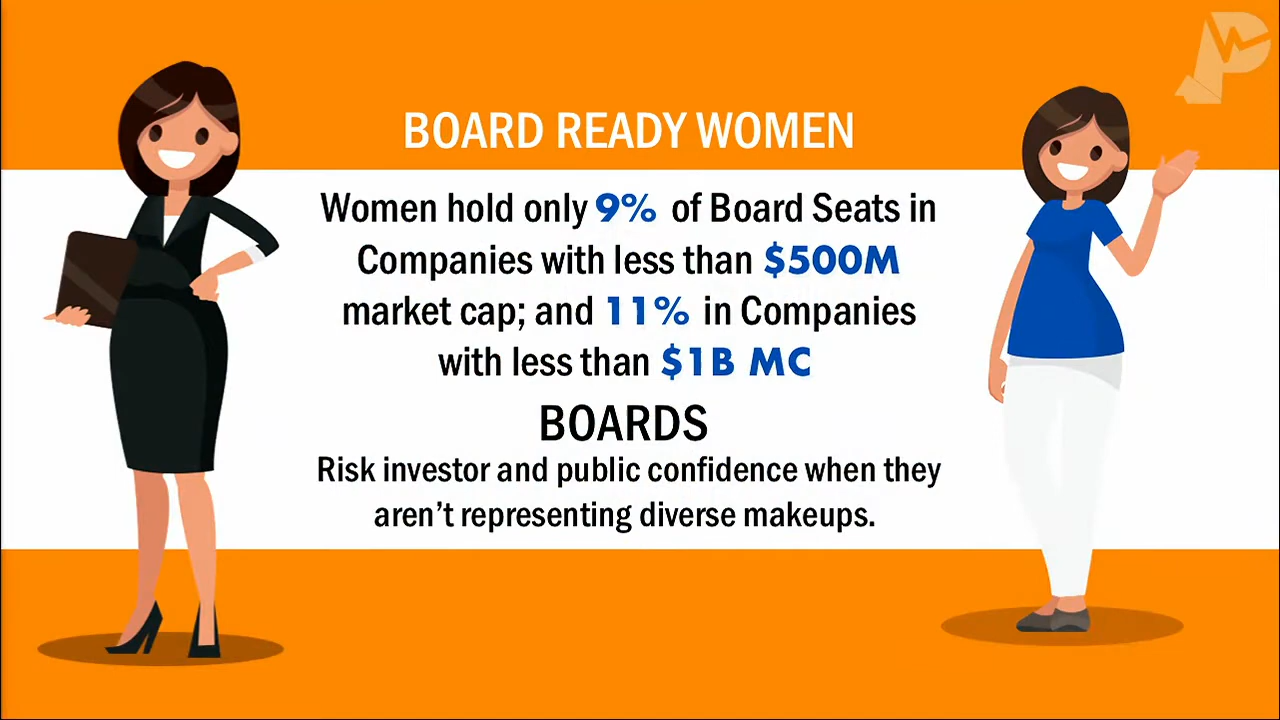 BOARD READY WOMEN
Women hold only 9% of Board Seats in
Companies with less than $500M
market cap; and 11% in Companies
with less than $1B MC
BOARDS
Risk investor and public confidence when they
aren't representing diverse makeups.